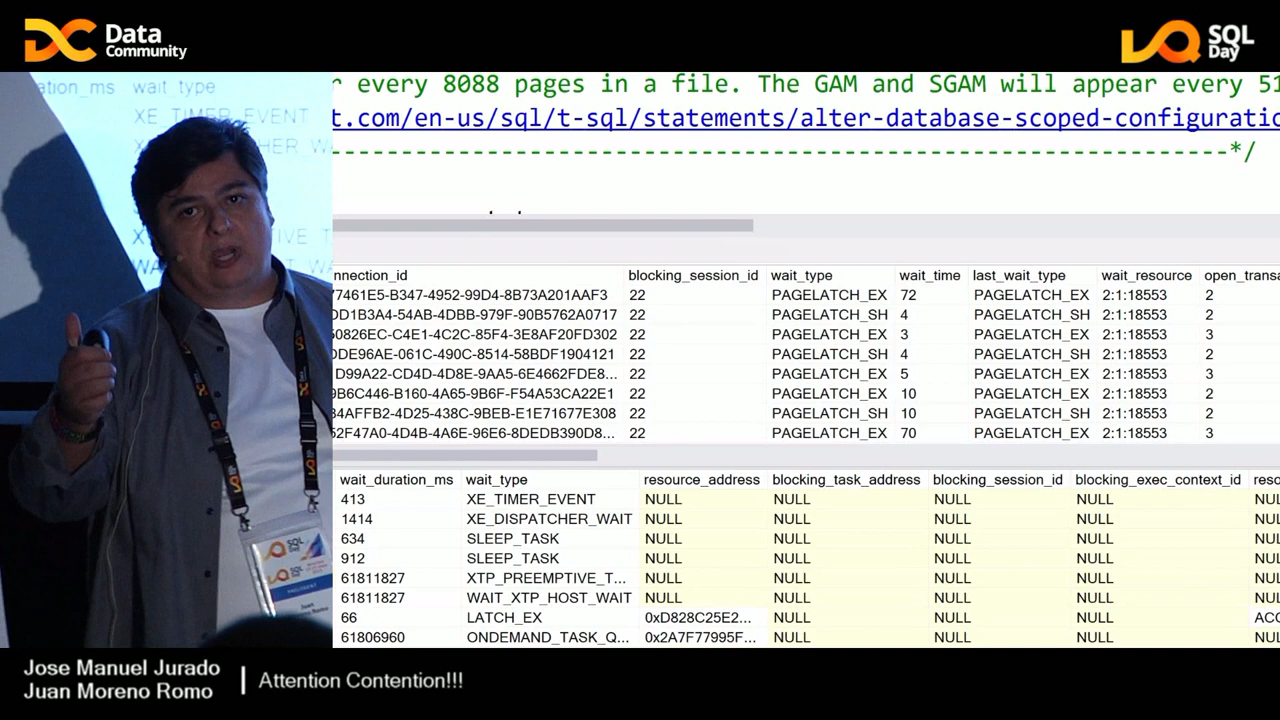 Data
Community
SQL
Day
ation_ms wait_type
XE_TIMER_EVENT
r every 8088 pages in a file. The GAM and SGAM will appear every 51
t.com/en-us/sql/t-sql/statements/alter-database-scoped-configuratio
-----------------------------------------------------------------------*/
nnection_id blocking_session_id wait_type wait_time last_wait_type wait_resource open_transa
77461E5-B347-4952-99D4-8B73A201AAF3 22 PAGELATCH_EX 72 PAGELATCH_EX 2:1:18553 2
DD1B3A4-54AB-4DBB-979F-90B5762A0717 22 PAGELATCH_SH 4 PAGELATCH_SH 2:1:18553 2
60826EC-C4E1-4C2C-85F4-3E8AF20FD302 22 PAGELATCH_EX 3 PAGELATCH_EX 2:1:18553 3
DDE96AE-061C-490C-8514-58BDF1904121 22 PAGELATCH_SH 4 PAGELATCH_SH 2:1:18553 2
D99A22-CD4D-4D8E-9AA5-6E4662FDE8... 22 PAGELATCH_EX 5 PAGELATCH_EX 2:1:18553 3
9B6C446-B160-4A65-9B6F-F54A53CA22E1 22 PAGELATCH_EX 10 PAGELATCH_EX 2:1:18553 2
84AFFB2-4D25-438C-9BEB-E1E71677E308 22 PAGELATCH_SH 10 PAGELATCH_SH 2:1:18553 2
52F47A0-4D4B-4A6E-96E6-8DEDB390D8... 22 PAGELATCH_EX 70 PAGELATCH_EX 2:1:18553 3
wait_duration_ms wait_type resource_address blocking_task_address blocking_session_id blocking_exec_context_id reso
413 XE_TIMER_EVENT NULL NULL NULL NULL NUL
1414 XE_DISPATCHER_WAIT NULL NULL NULL NULL NUL
634 SLEEP_TASK NULL NULL NULL NULL NUL
912 SLEEP_TASK NULL NULL NULL NULL NUL
61811827 XTP_PREEMPTIVE_T... NULL NULL NULL NULL NUL
61811827 WAIT_XTP_HOST_WAIT NULL NULL NULL NULL NUL
66 LATCH_EX 0xD828C25E2... NULL NULL NULL ACC
61806960 ONDEMAND_TASK_Q... 0x2A7F77995F... NULL NULL NULL NUL
SQL
Day
Jose Manuel Jurado
Juan Moreno Romo
Attention Contention!!!